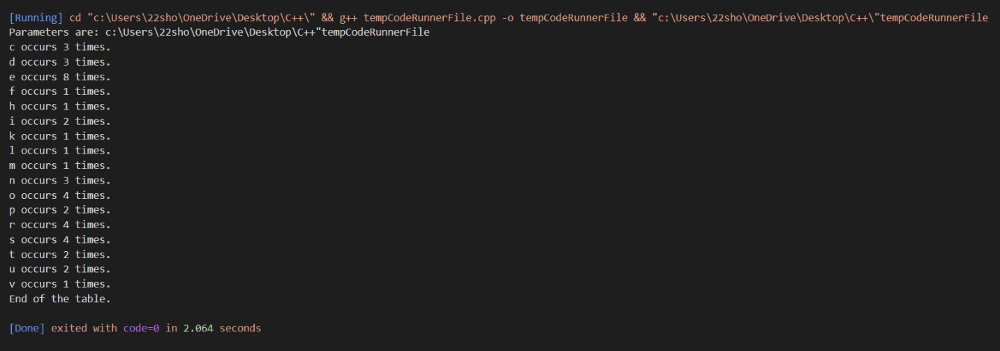 [Running] cd "c:\Users\22sho\OneDrive\Desktop\C++\" && g++ tempCodeRunnerFile.cpp -o tempCodeRunnerFile && "c:\Users\22sho\OneDrive\Desktop\C++\"tempCodeRunnerFile
Parameters are: c:\Users\22sho\OneDrive\Desktop\C++"tempCodeRunnerFile
c occurs 3 times.
d occurs 3 times.
e occurs 8 times.
f occurs 1 times.
h occurs 1 times.
i occurs 2 times.
k occurs 1 times.
l occurs 1 times.
m occurs 1 times.
n occurs 3 times.
o occurs 4 times.
p occurs 2 times.
r occurs 4 times.
s occurs 4 times.
t occurs 2 times.
u occurs 2 times.
v occurs 1 times.
End of the table.
[Done] exited with code=0 in 2.064 seconds